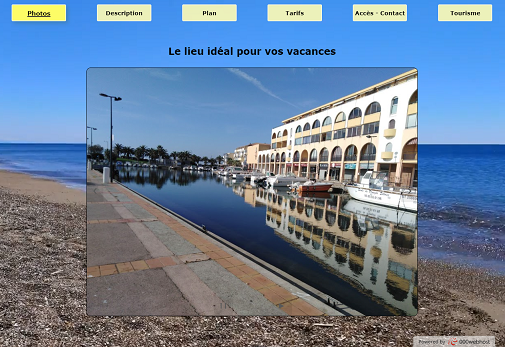 Photos
Description
Plan
Tarifs
Accès - Contact
Tourisme
Le lieu idéal pour vos vacances
Powered by 000webhost